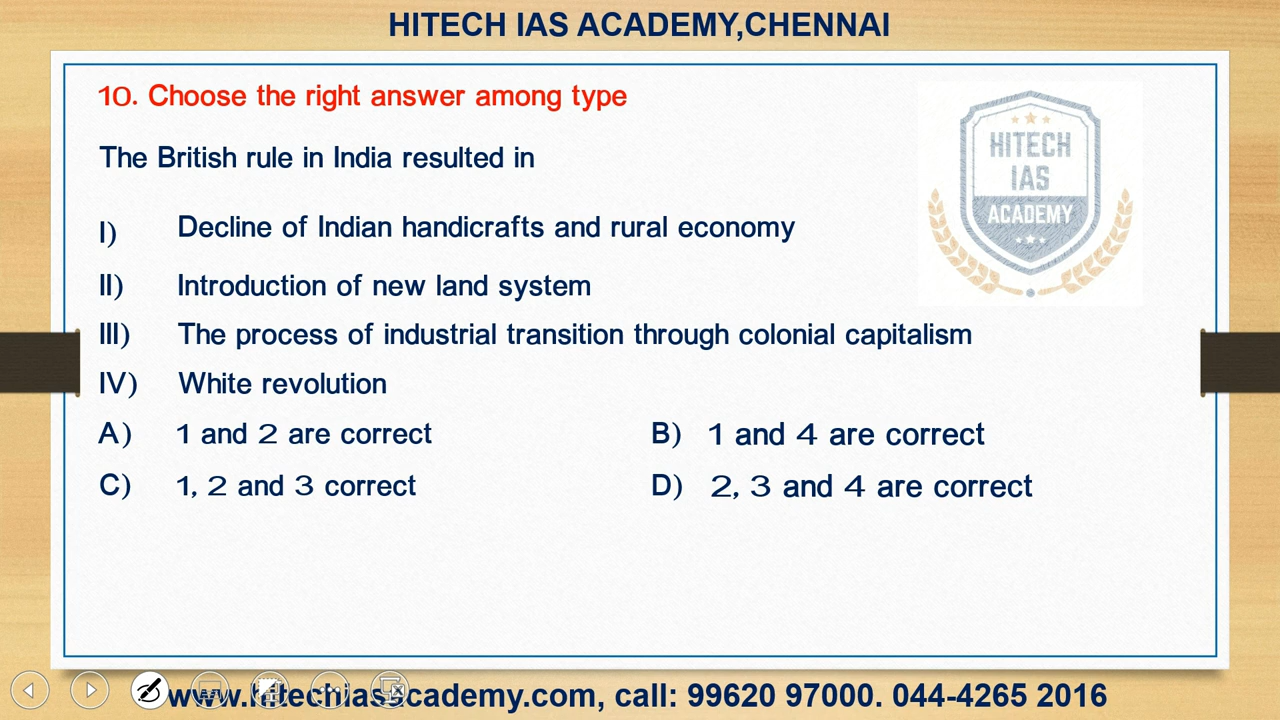 HITECH IAS ACADEMY,CHENNAI
10. Choose the right answer among type
The British rule in India resulted in
HITECH
IAS
ACADEMY
I) Decline of Indian handicrafts and rural economy
II) Introduction of new land system
III) The process of industrial transition through colonial capitalism
IV) White revolution
A) 1 and 2 are correct B) 1 and 4 are correct
C) 1, 2 and 3 correct D) 2, 3 and 4 are correct
www.hitechiasacademy.com, call: 99620 97000. 044-4265 2016